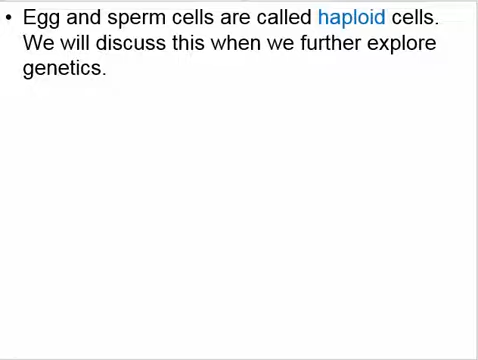 • Egg and sperm cells are called haploid cells.
We will discuss this when we further explore
genetics.